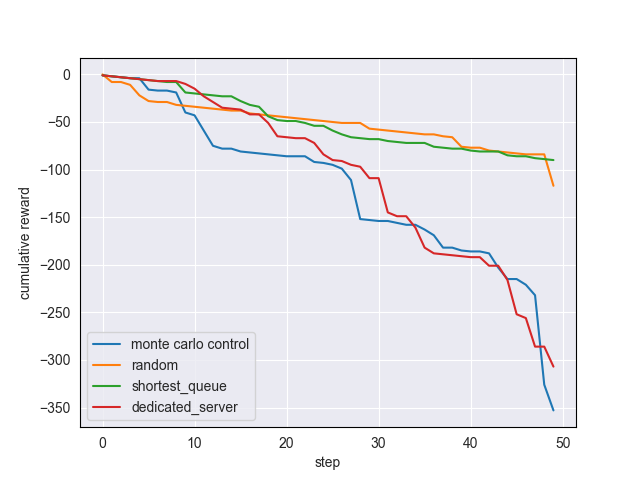 0
−50
−100
−150
−200
−250
−300
−350
cumulative reward
monte carlo control
random
shortest_queue
dedicated_server
0 10 20 30 40 50
step